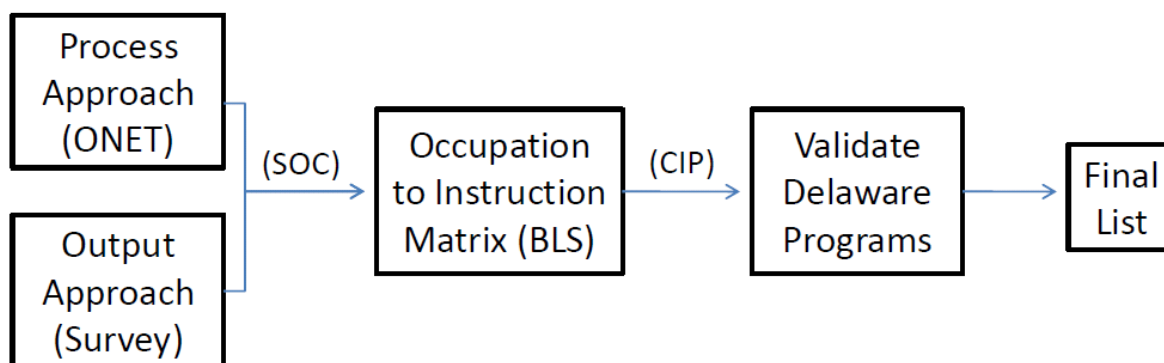 Process
Approach
(ONET)
Output
Approach
(Survey)
(SOC)
Occupation
to Instruction
Matrix (BLS)
(CIP)
Validate
Delaware
Programs
Final
List